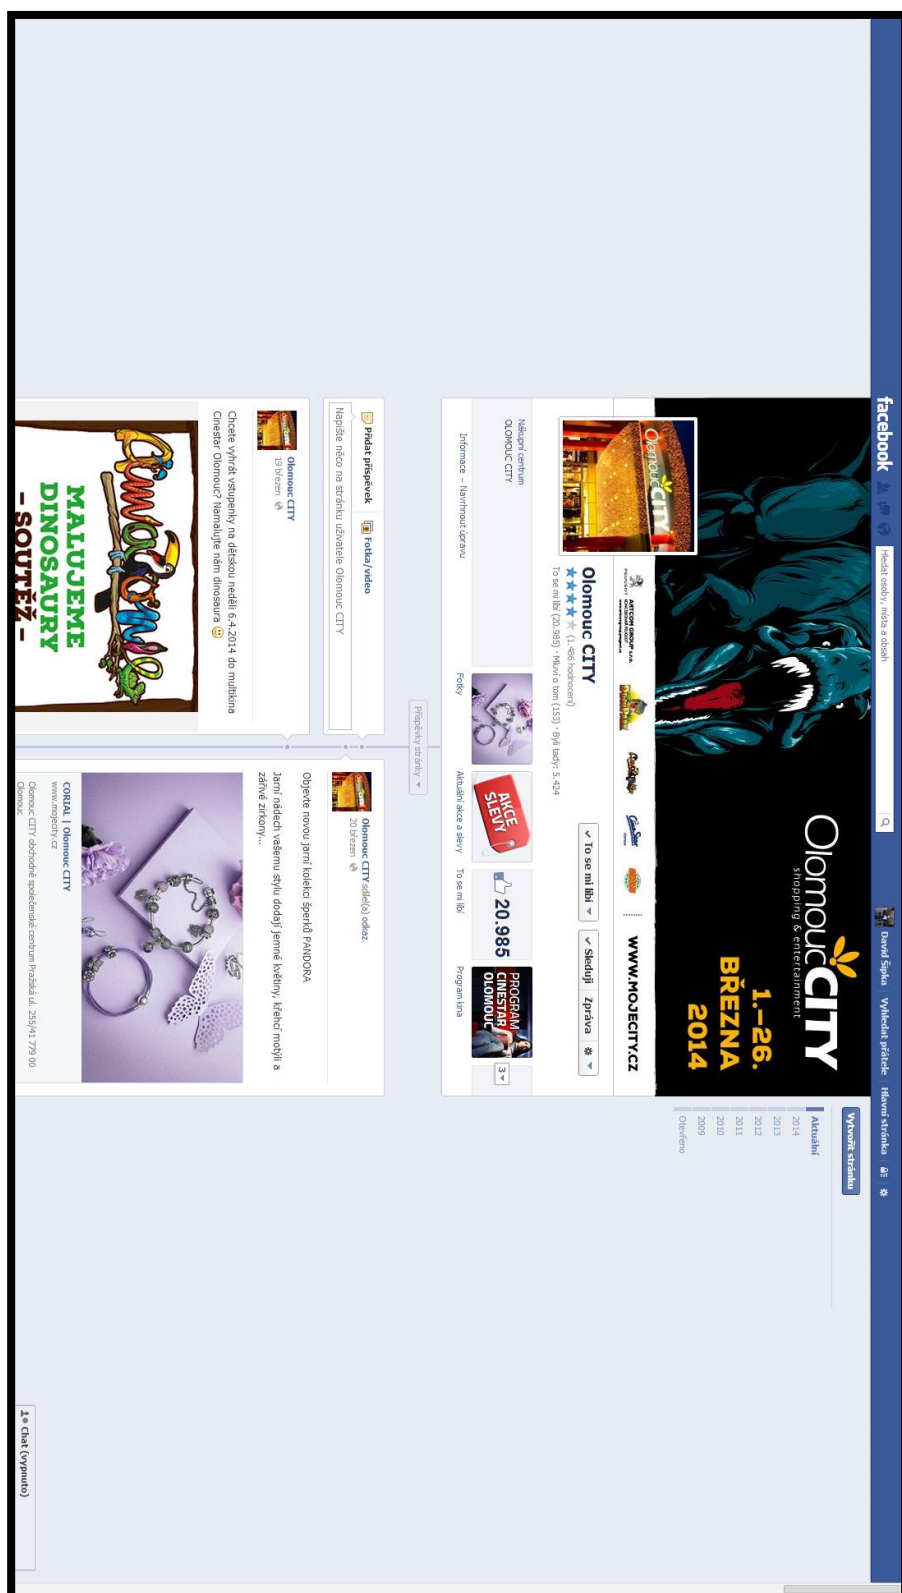 facebook
Hledat osoby, místa a obsah
David Šipka
Vyhledat přátele
Hlavní stránka
Olomouc CITY
shopping & entertainment
1.–26.
BŘEZNA
2014
PEUGEOT
ARTCOM GROUP s.r.o.
WWW.MOJECITY.CZ
Olomouc CITY
Olomouc CITY
(1.486 hodnocení)
To se mi líbí (20.985) · Mluví o tom (153) · Byli tady: 5.424
To se mi líbí
Sleduji
Zpráva
Nákupní centrum
OLOMOUC CITY
Informace – Navrhnout úpravu
AKCE
SLEVY
20.985
PROGRAM
CINESTAR
OLOMOUC
3
Fotky
Aktuální akce a slevy
To se mi líbí
Program kina
Vytvořit stránku
Aktuální
2014
2013
2012
2011
2010
2009
Otevřeno
Příspěvky stránky
Přidat příspěvek
Fotka/video
Napište něco na stránku uživatele Olomouc CITY
Olomouc CITY
19 březen
Chcete vyhrát vstupenky na dětskou neděli 6.4.2014 do multikina
Cinestar Olomouc? Namalujte nám dinosaura
MALUJEME
DINOSAURY
– SOUTĚŽ –
Olomouc CITY sdílel(a) odkaz.
20 březen
Objevte novou jarní kolekci šperků PANDORA
Jarní nádech vašemu stylu dodají jemné květiny, křehcí motýli a
zářivé zirkony...
CORIAL | Olomouc CITY
www.mojecity.cz
Olomouc CITY obchodně společenské centrum Pražská ul. 255/41 779 00
Olomouc
Chat (vypnuto)